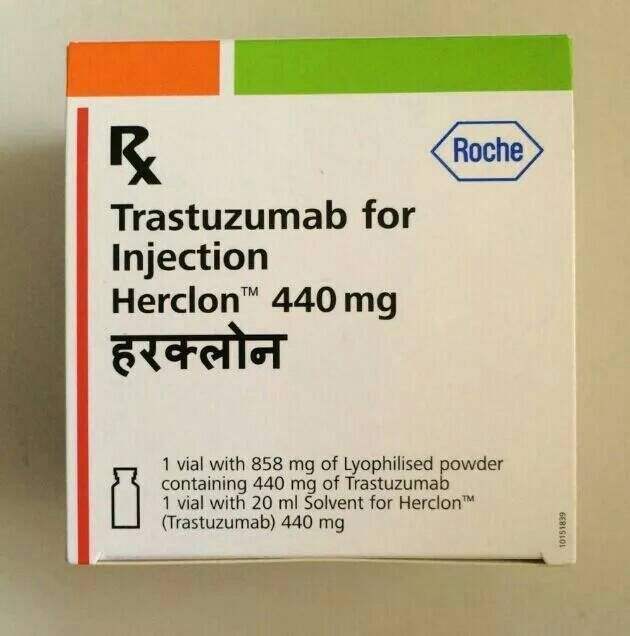 Rx
Roche
Trastuzumab for
Injection
Herclon™ 440 mg
हरक्लोन
1 vial with 858 mg of Lyophilised powder
containing 440 mg of Trastuzumab
1 vial with 20 ml Solvent for Herclon™
(Trastuzumab) 440 mg
10151839